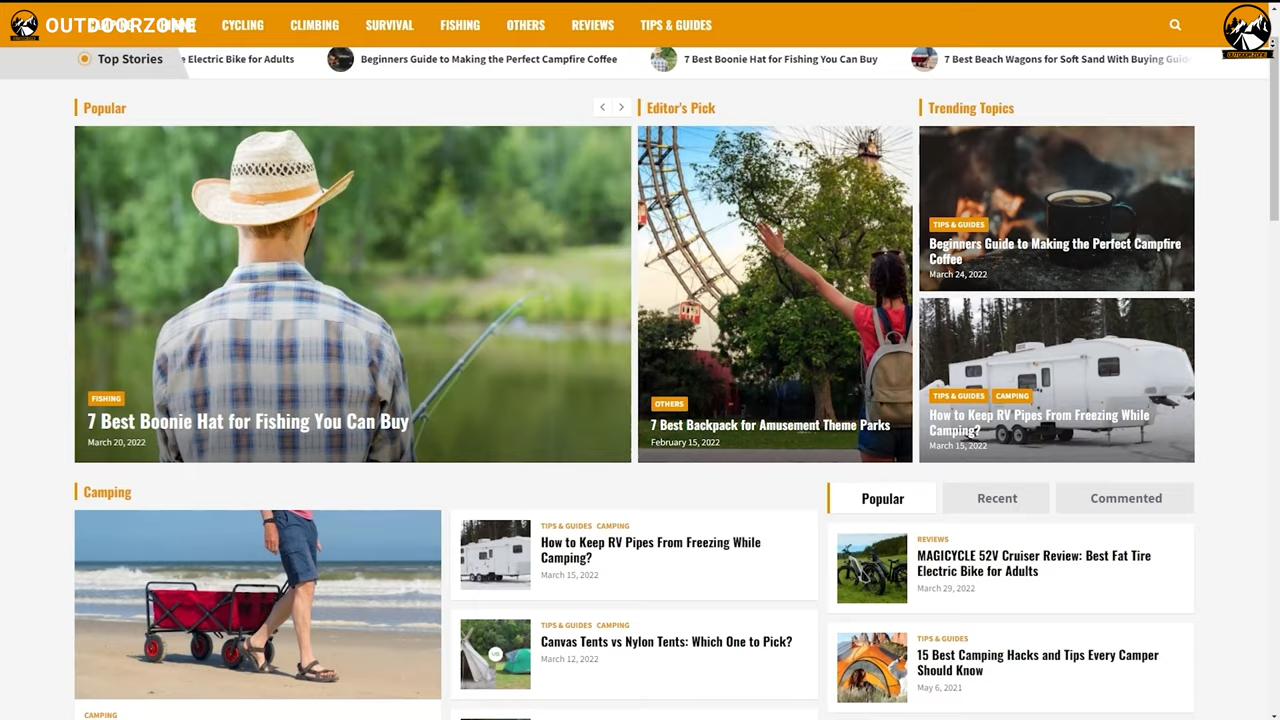 OUTDOORZONE
CYCLING
CLIMBING
SURVIVAL
FISHING
OTHERS
REVIEWS
TIPS & GUIDES
OUTDOORZONE
Top Stories
Electric Bike for Adults
Beginners Guide to Making the Perfect Campfire Coffee
7 Best Boonie Hat for Fishing You Can Buy
7 Best Beach Wagons for Soft Sand With Buying Guide
Popular
FISHING
7 Best Boonie Hat for Fishing You Can Buy
March 20, 2022
Editor's Pick
OTHERS
7 Best Backpack for Amusement Theme Parks
February 15, 2022
Trending Topics
TIPS & GUIDES
Beginners Guide to Making the Perfect Campfire
Coffee
March 24, 2022
TIPS & GUIDES CAMPING
How to Keep RV Pipes From Freezing While
Camping?
March 15, 2022
Camping
CAMPING
TIPS & GUIDES CAMPING
How to Keep RV Pipes From Freezing While
Camping?
March 15, 2022
TIPS & GUIDES CAMPING
Canvas Tents vs Nylon Tents: Which One to Pick?
March 12, 2022
VS
Popular
Recent
Commented
REVIEWS
MAGICYCLE 52V Cruiser Review: Best Fat Tire
Electric Bike for Adults
March 29, 2022
TIPS & GUIDES
15 Best Camping Hacks and Tips Every Camper
Should Know
May 6, 2021